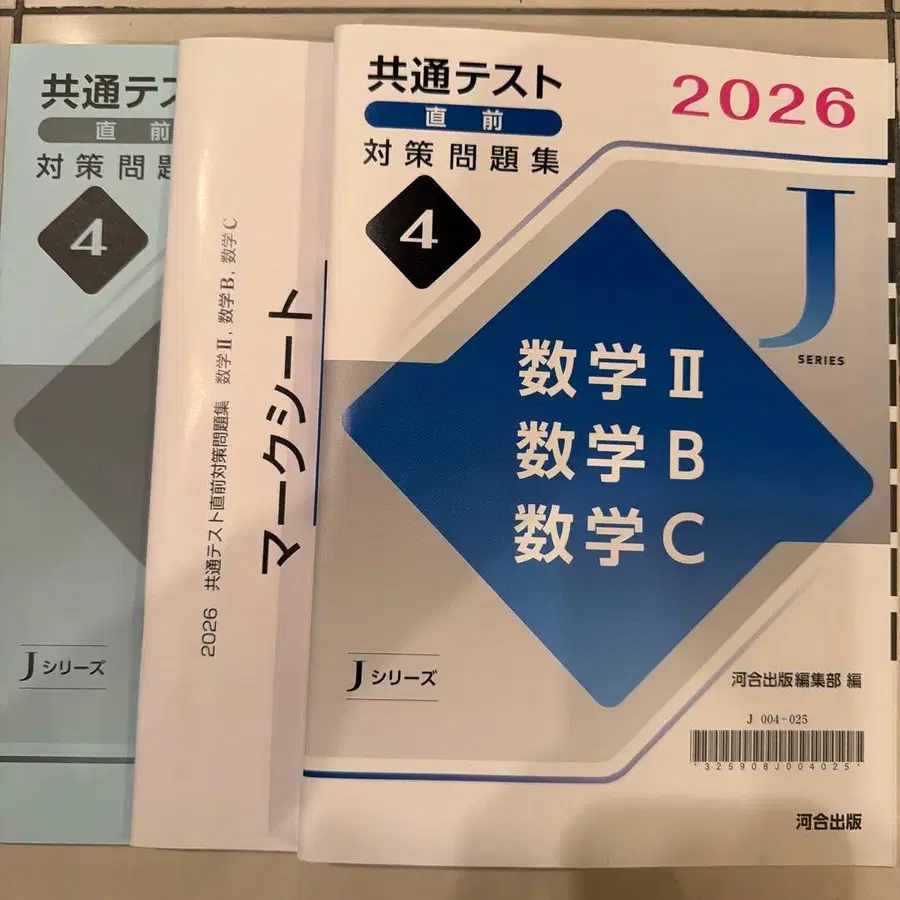 共通テス
直前
対策問題
4
Jシリーズ
2026 共通テスト直前対策問題集 数学Ⅱ, 数学B, 数学C
マークシート
共通テスト
直前
対策問題集
4
2026
J
SERIES
数学Ⅱ
数学B
数学C
Jシリーズ
河合出版編集部 編
J 004-025
*325908J004025*
河合出版